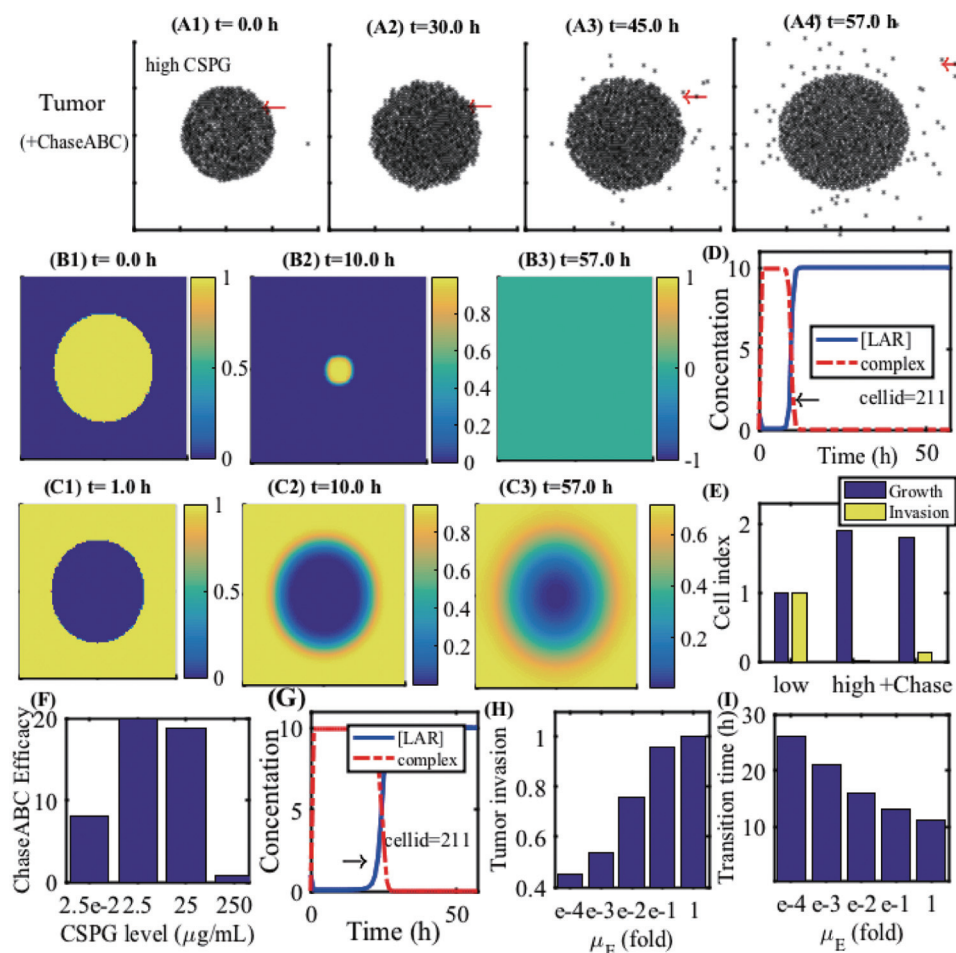 (A1) t= 0.0 h
(A2) t=30.0 h
(A3) t=45.0 h
(A4) t=57.0 h
high CSPG
Tumor
(+ChaseABC)
(B1) t= 0.0 h
(B2) t=10.0 h
(B3) t=57.0 h
(D)
1
0.5
0
0.8
0.6
0.4
0.2
0
1
0
-1
Concentation
10
5
0
[LAR]
complex
cellid=211
0
Time (h)
50
(C1) t= 1.0 h
(C2) t=10.0 h
(C3) t=57.0 h
(E)
1
0.5
0
0.8
0.6
0.4
0.2
0
0.6
0.4
0.2
Cell index
2
1
0
Growth
Invasion
low
high
+Chase
(F)
ChaseABC Efficacy
20
10
0
2.5e-2
2.5
25
250
CSPG level (μg/mL)
(G)
Concentation
10
5
0
[LAR]
complex
cellid=211
0
50
Time (h)
(H)
Tumor invasion
1
0.8
0.6
0.4
e-4
e-3
e-2
e-1
1
μE (fold)
(I)
Transition time (h)
30
20
10
e-4
e-3
e-2
e-1
1
μE (fold)